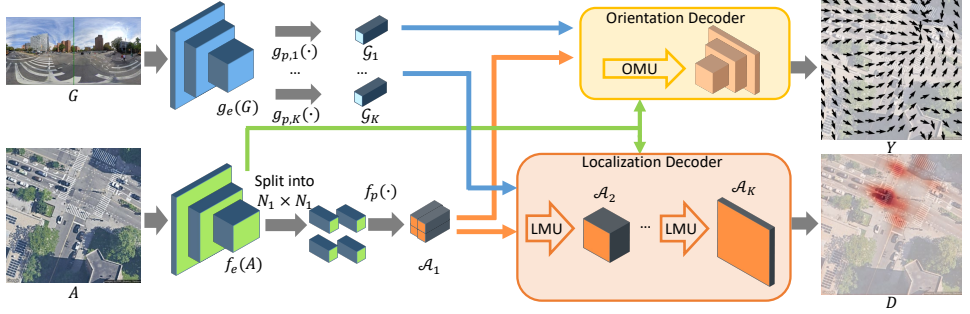 G
g_e(G)
g_{p,1}(·)
...
g_{p,K}(·)
𝒢_1
...
𝒢_K
Orientation Decoder
OMU
Y
A
f_e(A)
Split into
N_1 × N_1
f_p(·)
𝒜_1
Localization Decoder
LMU
𝒜_2
...
LMU
𝒜_K
D